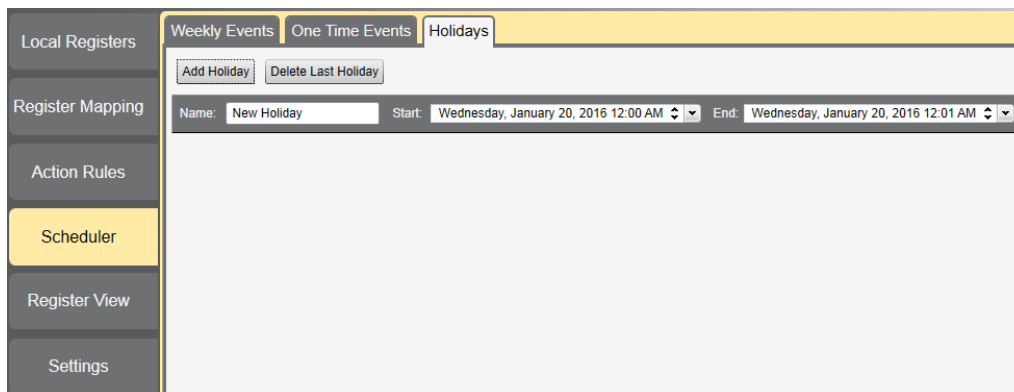 Local Registers
Register Mapping
Action Rules
Scheduler
Register View
Settings
Weekly Events One Time Events Holidays
Add Holiday Delete Last Holiday
Name: New Holiday Start: Wednesday, January 20, 2016 12:00 AM End: Wednesday, January 20, 2016 12:01 AM